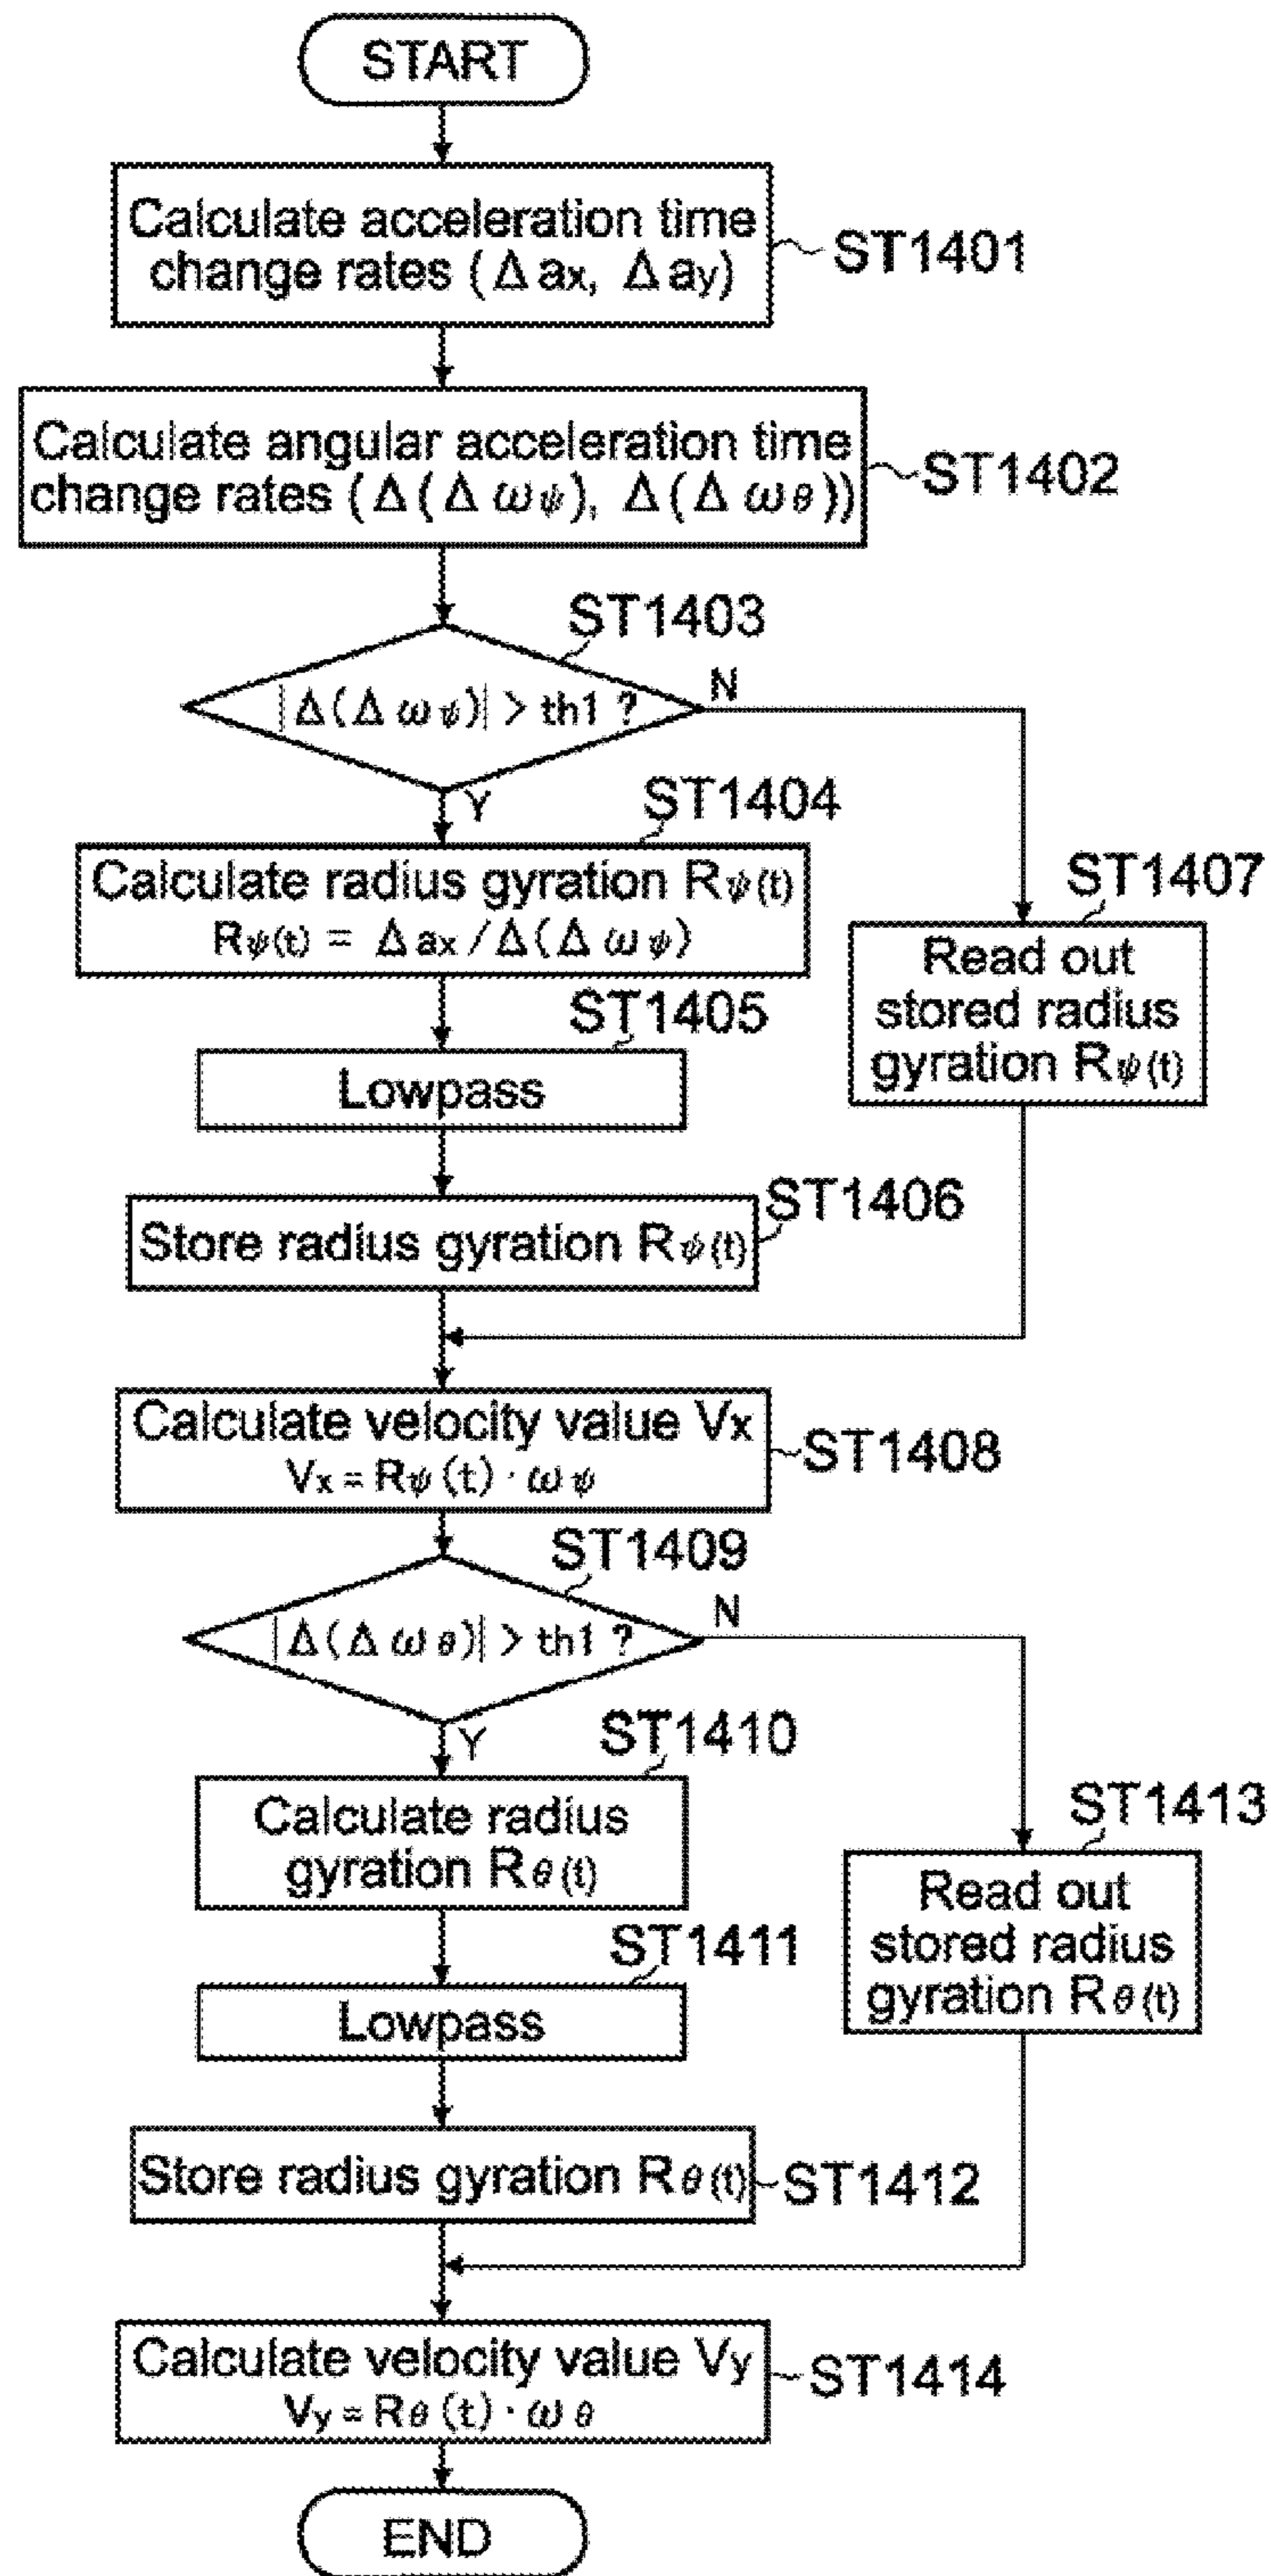 START
Calculate acceleration time
change rates (Δax, Δay)
ST1401
Calculate angular acceleration time
change rates (Δ(Δωψ), Δ(Δωθ))
ST1402
ST1403
|Δ(Δωψ)| > th1 ?
N
Y
ST1404
Calculate radius gyration Rψ(t)
Rψ(t) = Δax/Δ(Δωψ)
ST1407
Read out
stored radius
gyration Rψ(t)
ST1405
Lowpass
ST1406
Store radius gyration Rψ(t)
Calculate velocity value Vx
Vx = Rψ(t)·ωψ
ST1408
ST1409
|Δ(Δωθ)| > th1 ?
N
Y
ST1410
Calculate radius
gyration Rθ(t)
ST1413
Read out
stored radius
gyration Rθ(t)
ST1411
Lowpass
Store radius gyration Rθ(t)
ST1412
Calculate velocity value Vy
Vy = Rθ(t)·ωθ
ST1414
END